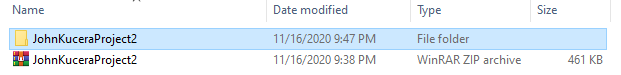 Name Date modified Type Size
JohnKuceraProject2 11/16/2020 9:47 PM File folder
JohnKuceraProject2 11/16/2020 9:38 PM WinRAR ZIP archive 461 KB